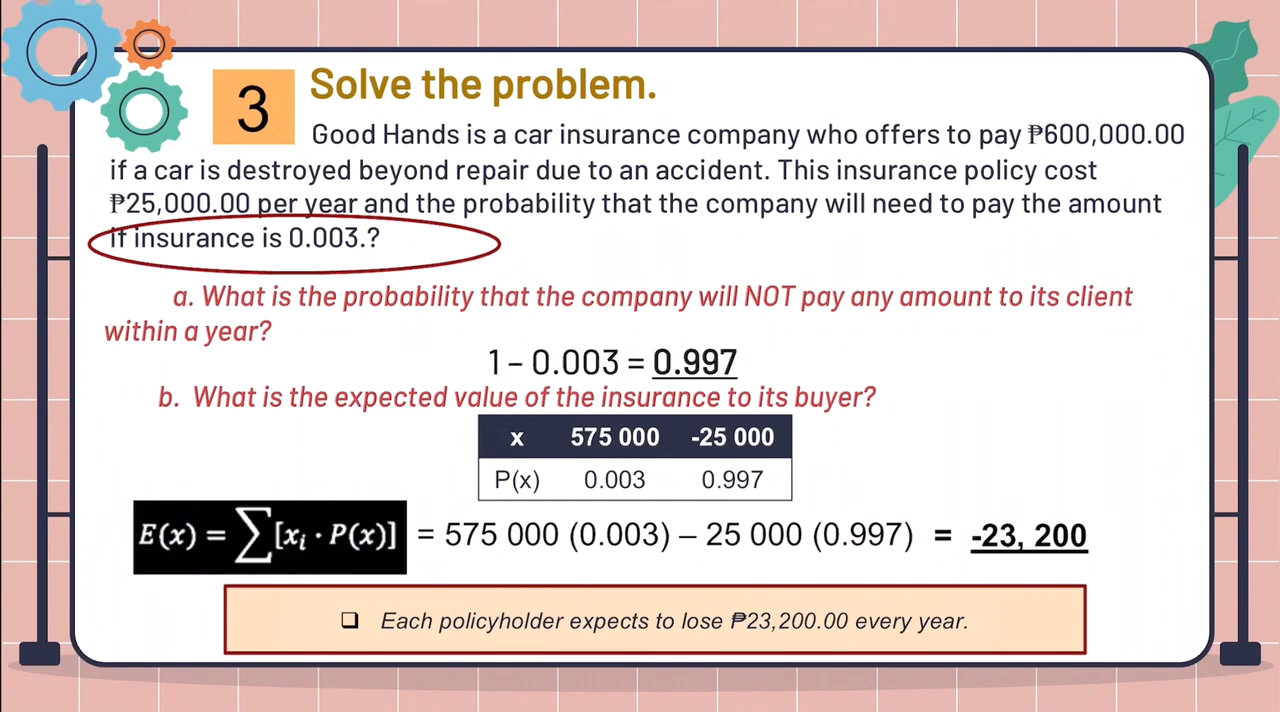 3
Solve the problem.
Good Hands is a car insurance company who offers to pay ₱600,000.00
if a car is destroyed beyond repair due to an accident. This insurance policy cost
₱25,000.00 per year and the probability that the company will need to pay the amount
if insurance is 0.003.?
a. What is the probability that the company will NOT pay any amount to its client
within a year?
1 – 0.003 = 0.997
b. What is the expected value of the insurance to its buyer?
x 575 000 -25 000
P(x) 0.003 0.997
E(x) = ∑[xᵢ · P(x)] = 575 000 (0.003) – 25 000 (0.997) = -23, 200
❑ Each policyholder expects to lose ₱23,200.00 every year.